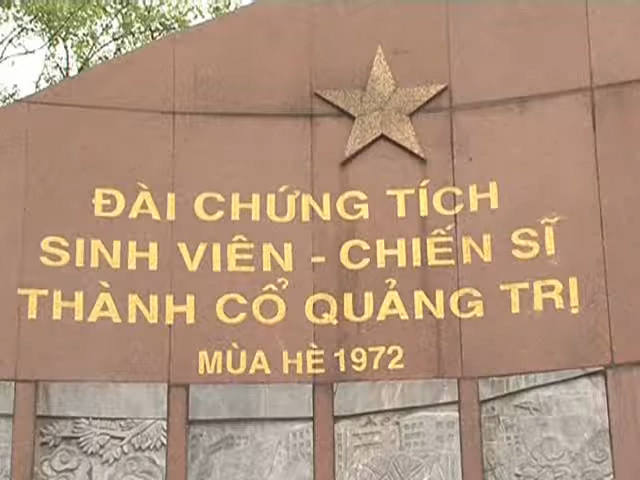 ĐÀI CHỨNG TÍCH
SINH VIÊN - CHIẾN SĨ
THÀNH CỔ QUẢNG TRỊ
MÙA HÈ 1972